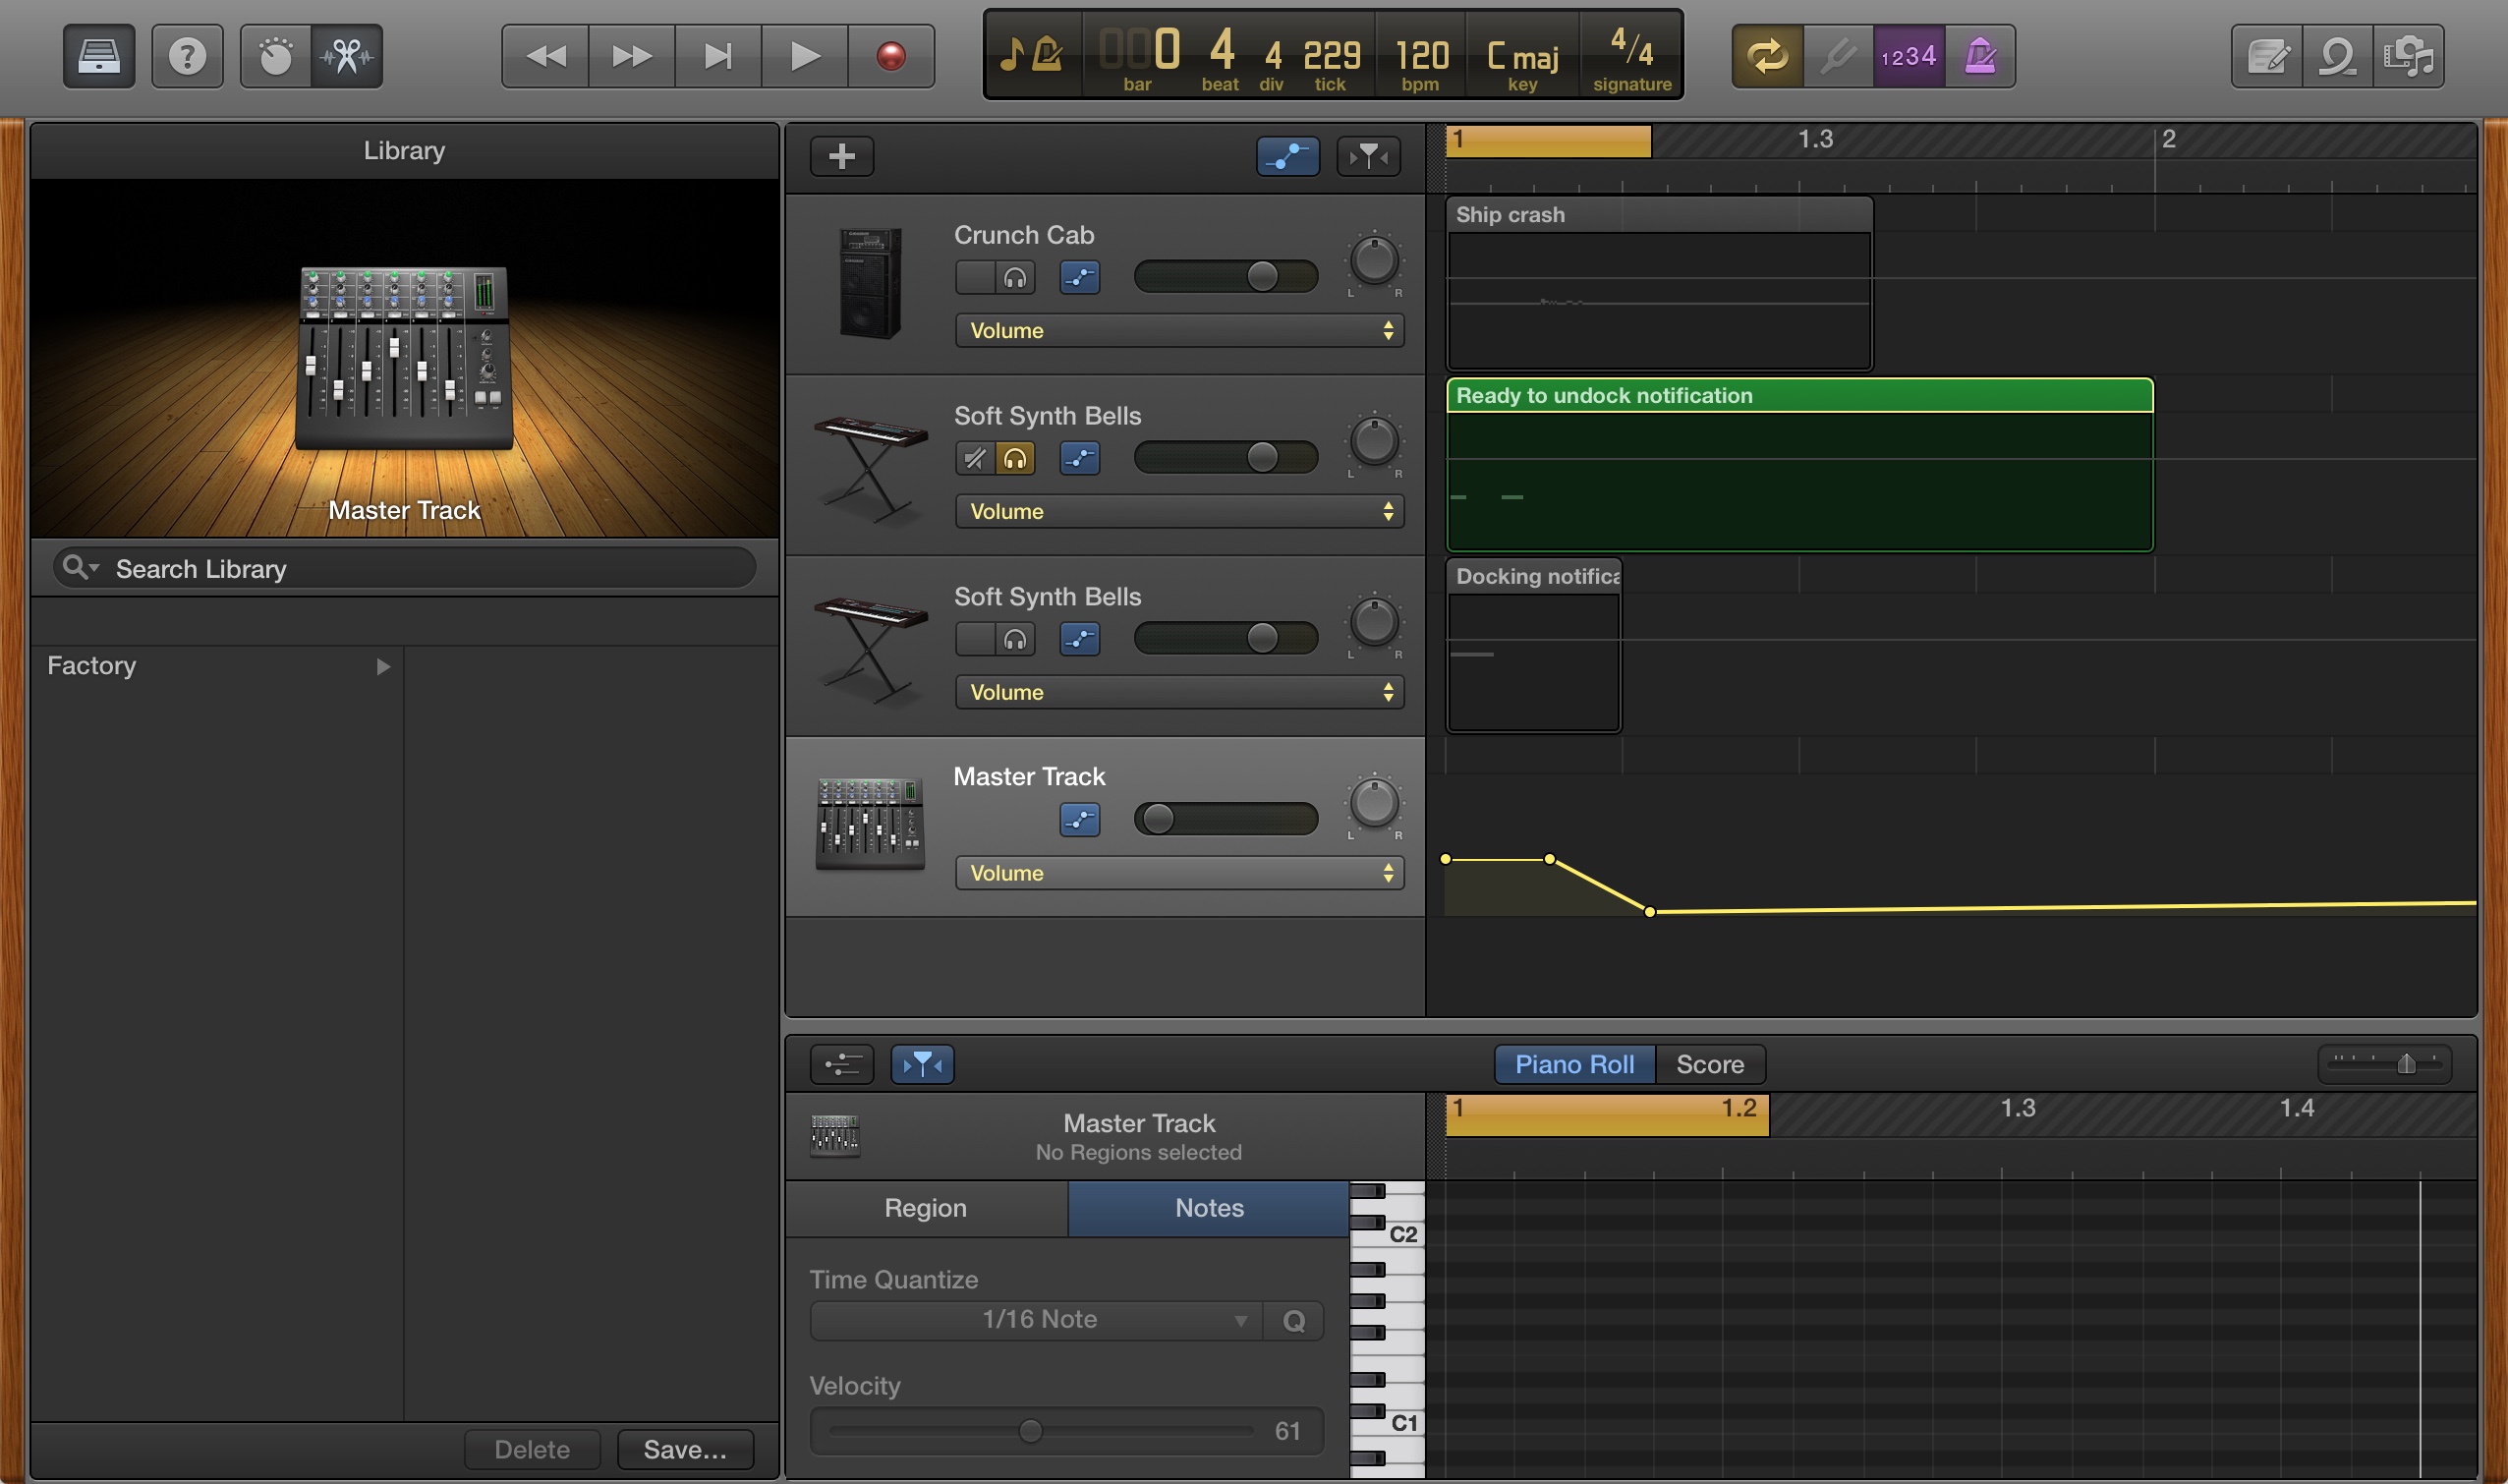 0 4 4 229 120 C maj 4/4
bar beat div tick bpm key signature
1234
Library
Master Track
Search Library
Factory
Delete
Save...
1 1.3 2
Crunch Cab
L R
Volume
Ship crash
Soft Synth Bells
L R
Volume
Ready to undock notification
Soft Synth Bells
L R
Volume
Docking notifica
Master Track
L R
Volume
Piano Roll
Score
Master Track
No Regions selected
1 1.2 1.3 1.4
Region
Notes
Time Quantize
1/16 Note
Q
Velocity
61
C2
C1